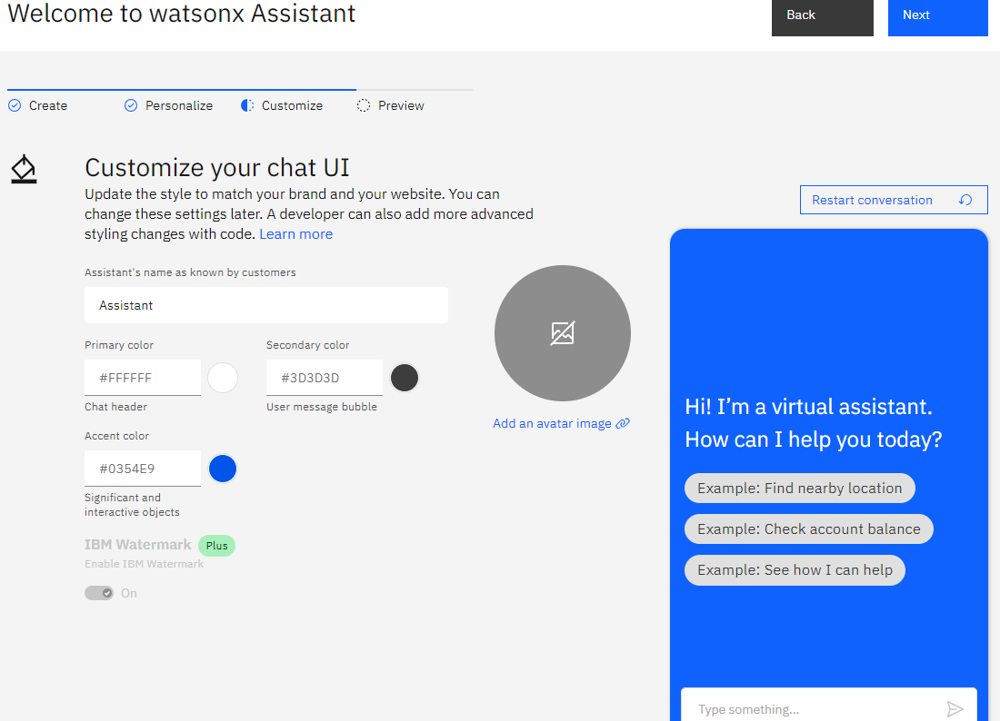 Welcome to watsonx Assistant
Back
Next
Create
Personalize
Customize
Preview
Customize your chat UI
Update the style to match your brand and your website. You can
change these settings later. A developer can also add more advanced
styling changes with code. Learn more
Assistant's name as known by customers
Assistant
Primary color
Secondary color
#FFFFFF
#3D3D3D
Chat header
User message bubble
Accent color
#0354E9
Significant and
interactive objects
IBM Watermark Plus
Enable IBM Watermark
On
Add an avatar image
Restart conversation
Hi! I’m a virtual assistant.
How can I help you today?
Example: Find nearby location
Example: Check account balance
Example: See how I can help
Type something...